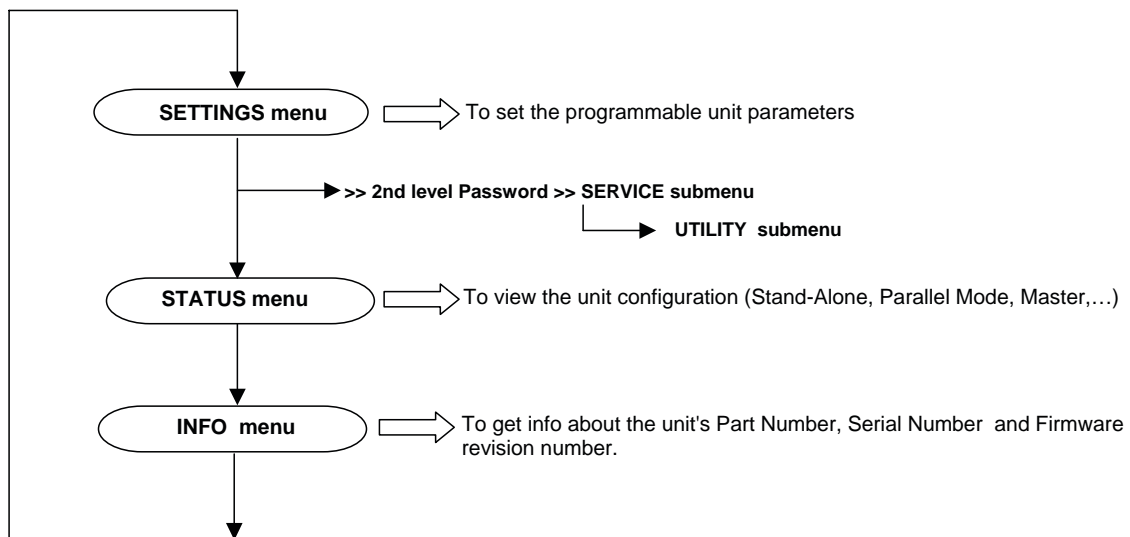 SETTINGS menu
To set the programmable unit parameters
>> 2nd level Password >> SERVICE submenu
UTILITY submenu
STATUS menu
To view the unit configuration (Stand-Alone, Parallel Mode, Master,…)
INFO menu
To get info about the unit's Part Number, Serial Number and Firmware
revision number.